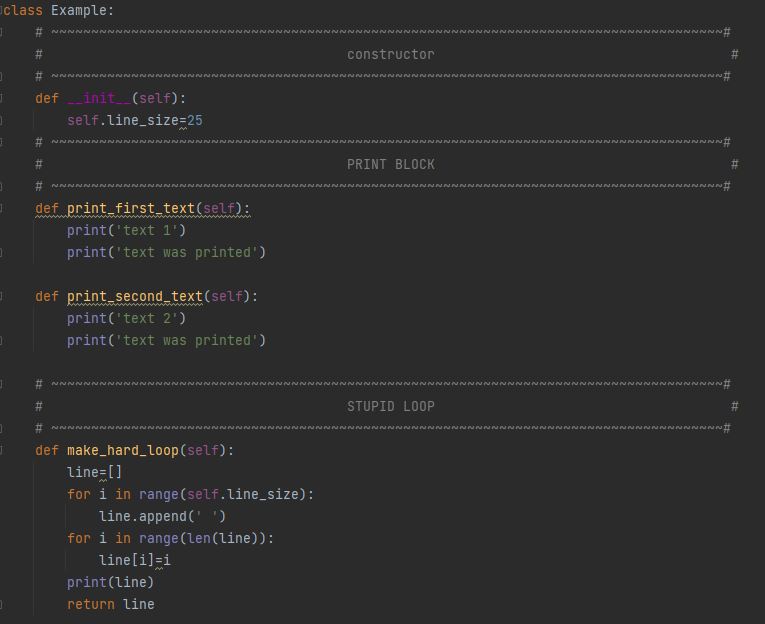 class Example:
    # ~~~~~~~~~~~~~~~~~~~~~~~~~~~~~~~~~~~~~~~~~~~~~~~~~~~~~~~~~~~~~~~~~~~~~~~~~~~~~~~~~~~~#
    #                                      constructor                                     #
    # ~~~~~~~~~~~~~~~~~~~~~~~~~~~~~~~~~~~~~~~~~~~~~~~~~~~~~~~~~~~~~~~~~~~~~~~~~~~~~~~~~~~~#
    def __init__(self):
        self.line_size=25
    # ~~~~~~~~~~~~~~~~~~~~~~~~~~~~~~~~~~~~~~~~~~~~~~~~~~~~~~~~~~~~~~~~~~~~~~~~~~~~~~~~~~~~#
    #                                      PRINT BLOCK                                     #
    # ~~~~~~~~~~~~~~~~~~~~~~~~~~~~~~~~~~~~~~~~~~~~~~~~~~~~~~~~~~~~~~~~~~~~~~~~~~~~~~~~~~~~#
    def print_first_text(self):
        print('text 1')
        print('text was printed')

    def print_second_text(self):
        print('text 2')
        print('text was printed')

    # ~~~~~~~~~~~~~~~~~~~~~~~~~~~~~~~~~~~~~~~~~~~~~~~~~~~~~~~~~~~~~~~~~~~~~~~~~~~~~~~~~~~~#
    #                                      STUPID LOOP                                     #
    # ~~~~~~~~~~~~~~~~~~~~~~~~~~~~~~~~~~~~~~~~~~~~~~~~~~~~~~~~~~~~~~~~~~~~~~~~~~~~~~~~~~~~#
    def make_hard_loop(self):
        line=[]
        for i in range(self.line_size):
            line.append(' ')
        for i in range(len(line)):
            line[i]=i
        print(line)
        return line